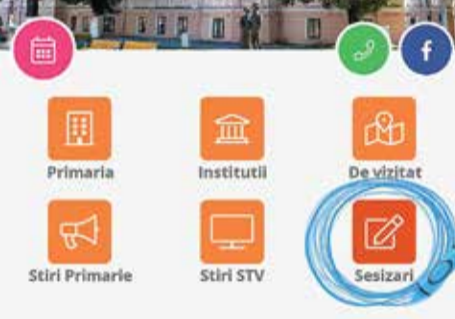 f
Primaria
Institutii
De vizitat
Stiri Primarie
Stiri STV
Sesizari